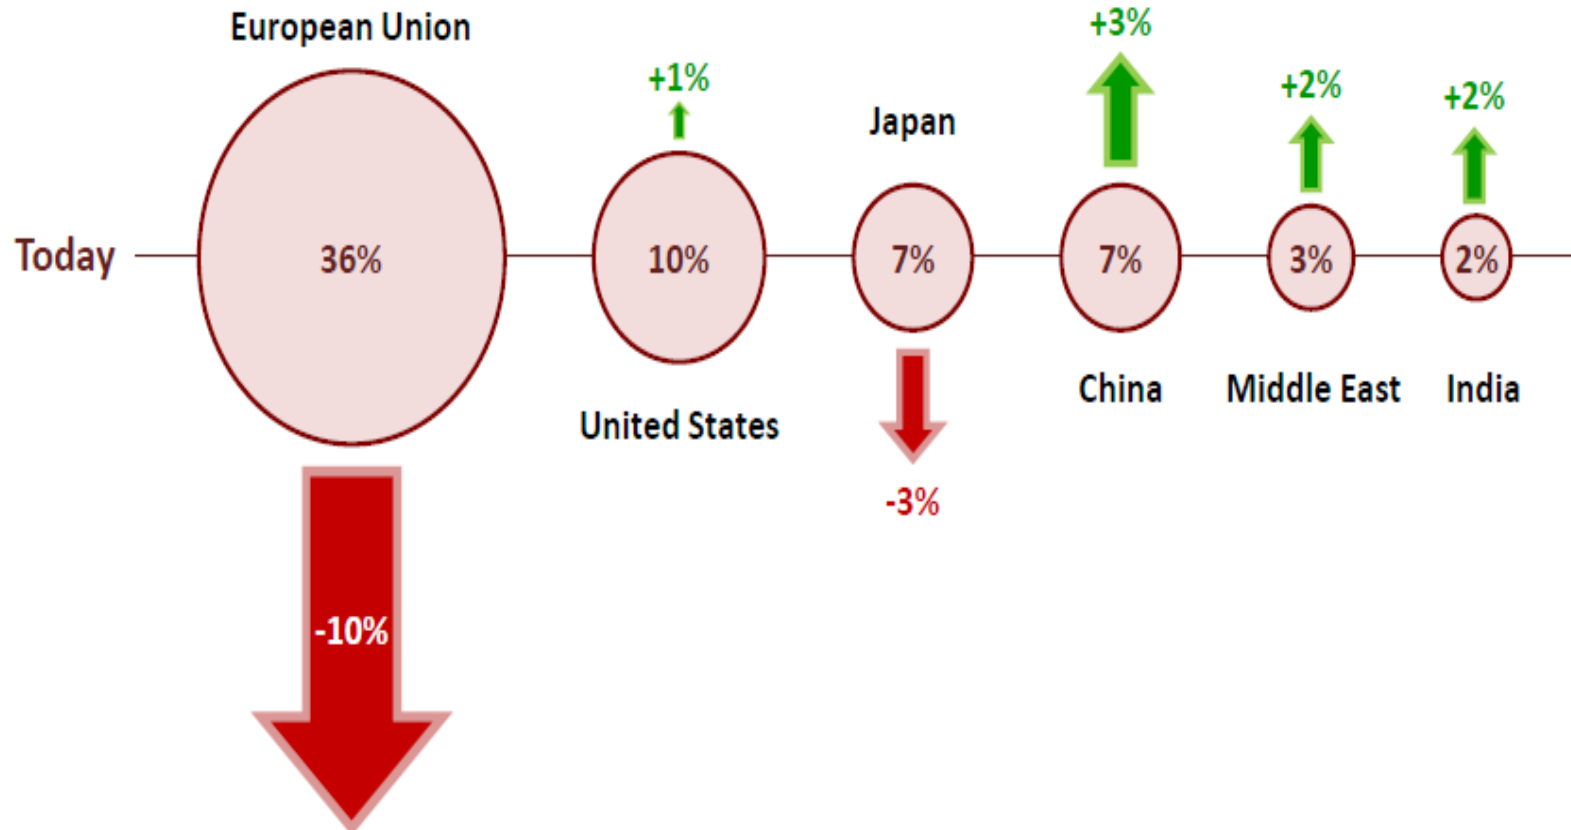 European Union
+1%
Japan
+3%
+2%
+2%
Today
36%
10%
7%
7%
3%
2%
United States
China
Middle East
India
-3%
-10%